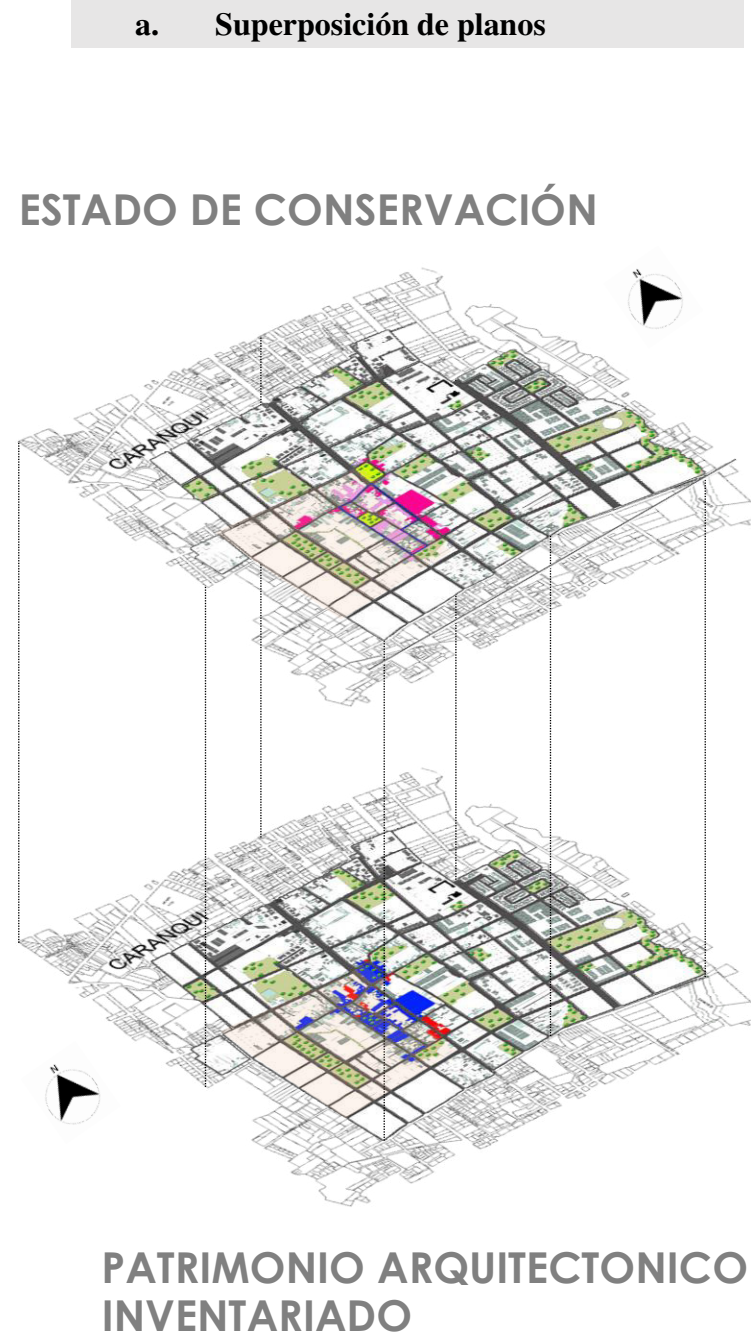 a. Superposición de planos
ESTADO DE CONSERVACIÓN
N
CARANQUI
CARANQUI
N
PATRIMONIO ARQUITECTONICO
INVENTARIADO